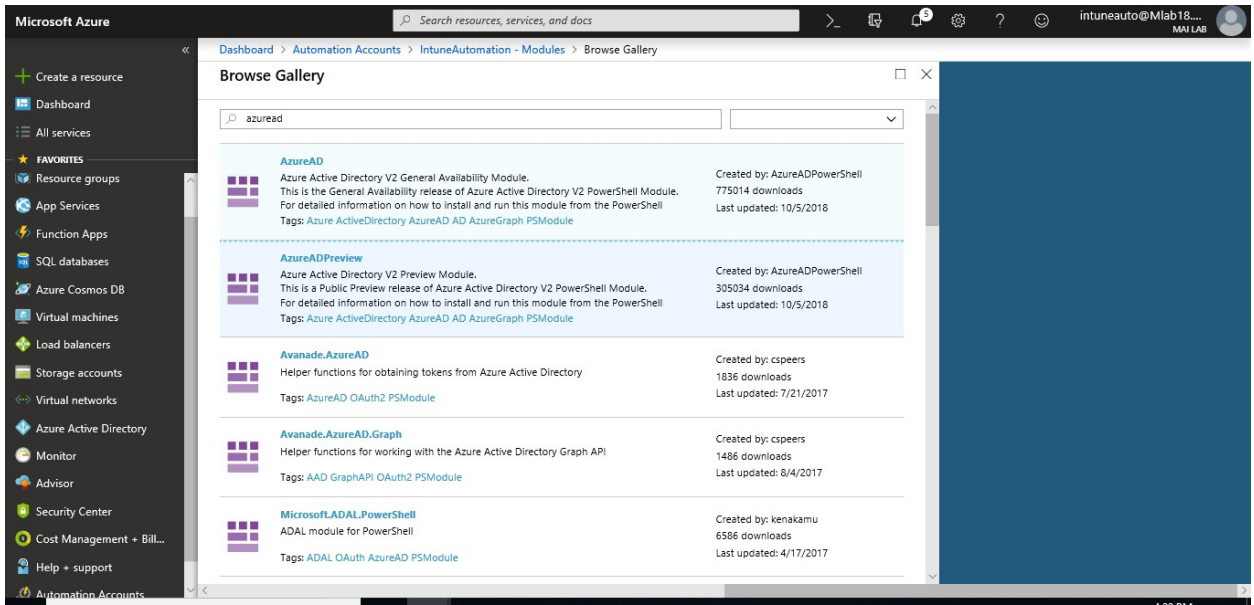 Microsoft Azure
Search resources, services, and docs
5
intuneauto@Mlab18....
MAI LAB
Dashboard > Automation Accounts > IntuneAutomation - Modules > Browse Gallery
Create a resource
Dashboard
All services
FAVORITES
Resource groups
App Services
Function Apps
SQL databases
Azure Cosmos DB
Virtual machines
Load balancers
Storage accounts
Virtual networks
Azure Active Directory
Monitor
Advisor
Security Center
Cost Management + Bill...
Help + support
Automation Accounts
Browse Gallery
azuread
AzureAD
Azure Active Directory V2 General Availability Module.
This is the General Availability release of Azure Active Directory V2 PowerShell Module.
For detailed information on how to install and run this module from the PowerShell
Tags: Azure ActiveDirectory AzureAD AD AzureGraph PSModule
Created by: AzureADPowerShell
775014 downloads
Last updated: 10/5/2018
AzureADPreview
Azure Active Directory V2 Preview Module.
This is a Public Preview release of Azure Active Directory V2 PowerShell Module.
For detailed information on how to install and run this module from the PowerShell
Tags: Azure ActiveDirectory AzureAD AD AzureGraph PSModule
Created by: AzureADPowerShell
305034 downloads
Last updated: 10/5/2018
Avanade.AzureAD
Helper functions for obtaining tokens from Azure Active Directory
Tags: AzureAD OAuth2 PSModule
Created by: cspeers
1836 downloads
Last updated: 7/21/2017
Avanade.AzureAD.Graph
Helper functions for working with the Azure Active Directory Graph API
Tags: AAD GraphAPI OAuth2 PSModule
Created by: cspeers
1486 downloads
Last updated: 8/4/2017
Microsoft.ADAL.PowerShell
ADAL module for PowerShell
Tags: ADAL OAuth AzureAD PSModule
Created by: kenakamu
6586 downloads
Last updated: 4/17/2017